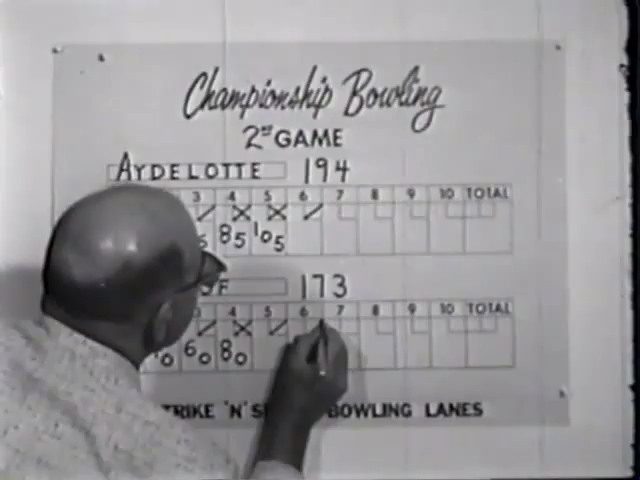 Championship Bowling
2ND GAME
AYDELOTTE 194
3 4 5 6 7 8 9 10 TOTAL
85 105
173
3 4 5 6 7 8 9 10 TOTAL
60 80
BOWLING LANES